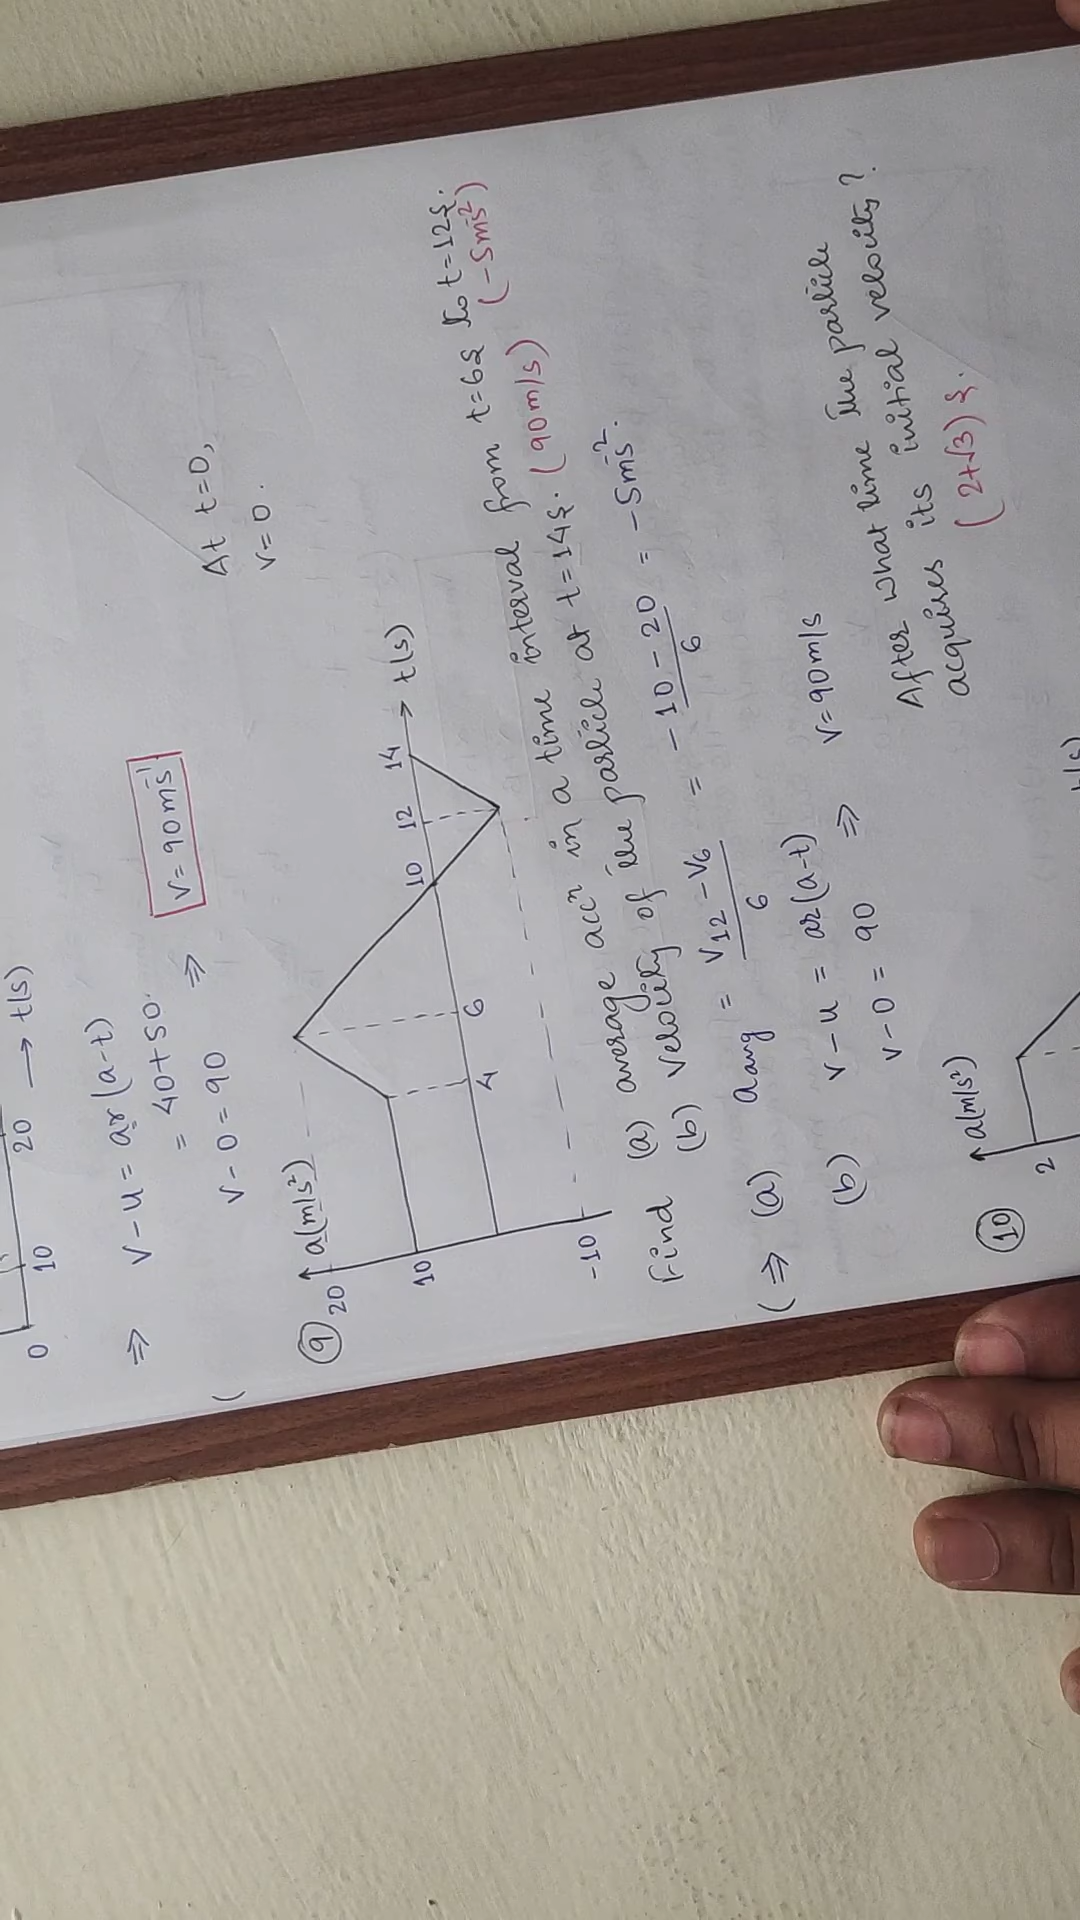 0 10 20 → t(s)
⇒ v - u = ar (a-t)
= 40 + 50.
v - 0 = 90 ⇒ v = 90 ms⁻¹
(
At t=0,
v = 0.
⑨ a(m/s²)
20
10
-10
4 6 10 12 14 → t(s)
Find (a) average accⁿ in a time interval from t=6s to t=12s.
(-5ms⁻²)
(b) velocity of the particle at t=14s. (90m/s)
(⇒ (a) a avg = v12 - v6 / 6 = -10 - 20 / 6 = -5ms⁻².
(b) v - u = ar (a-t)
v - 0 = 90 ⇒ v = 90m/s
⑩ a(m/s²)
2
t(s)
After what time the particle
acquires its initial velocity?
(2+√3) s.